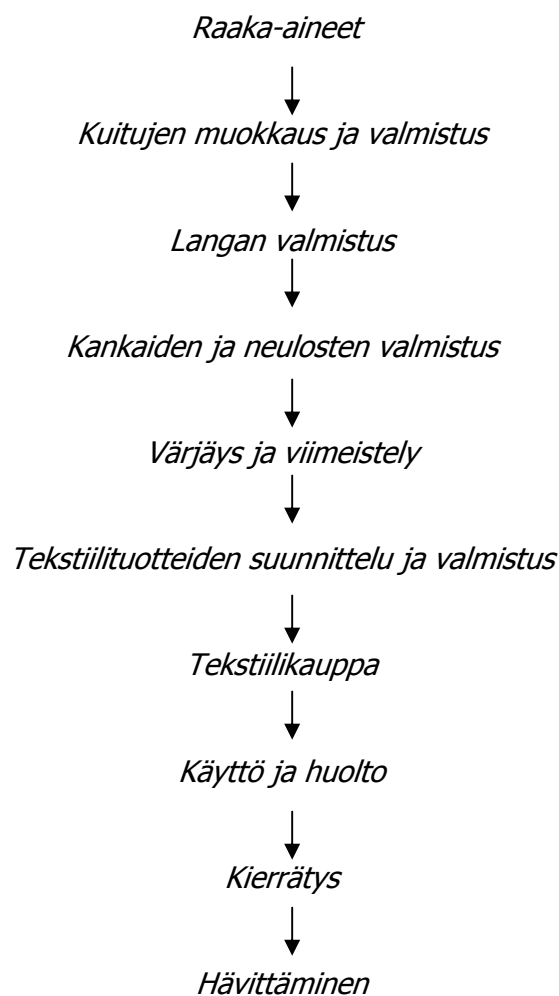 Raaka-aineet
Kuitujen muokkaus ja valmistus
Langan valmistus
Kankaiden ja neulosten valmistus
Värjäys ja viimeistely
Tekstiilituotteiden suunnittelu ja valmistus
Tekstiilikauppa
Käyttö ja huolto
Kierrätys
Hävittäminen